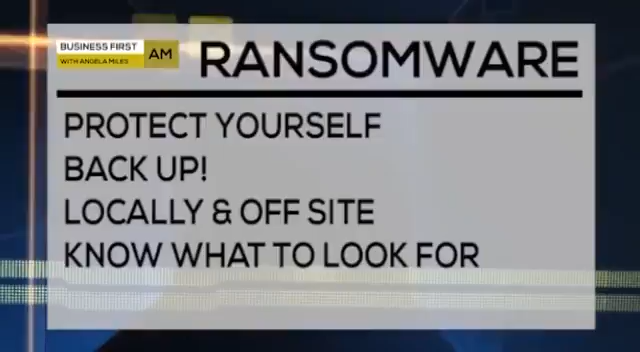 BUSINESS FIRST
WITH ANGELA MILES
AM
RANSOMWARE
PROTECT YOURSELF
BACK UP!
LOCALLY & OFF SITE
KNOW WHAT TO LOOK FOR